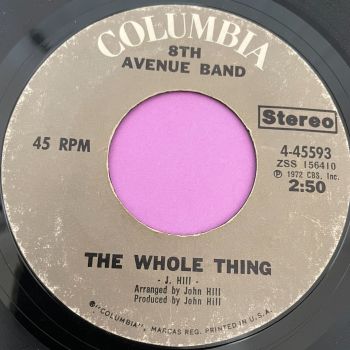 COLUMBIA
8TH
AVENUE BAND
Stereo
45 RPM
4-45593
ZSS 156410
Ⓟ 1972 CBS, Inc.
2:50
THE WHOLE THING
- J. Hill -
Arranged by John Hill
Produced by John Hill
®"COLUMBIA", MARCAS REG. PRINTED IN U.S.A.